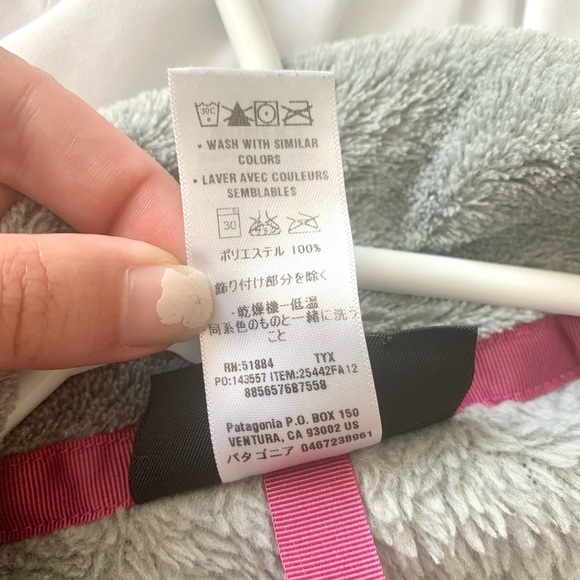 30C
• WASH WITH SIMILAR
COLORS
• LAVER AVEC COULEURS
SEMBLABLES
30
ポリエステル 100%
飾り付け部分を除く
・乾燥機－低温
・同系色のものと一緒に洗う
こと
RN:51884 TYX
PO:143557 ITEM:25442FA12
885657687558
Patagonia P.O. BOX 150
VENTURA, CA 93002 US
パタゴニア 0467238961